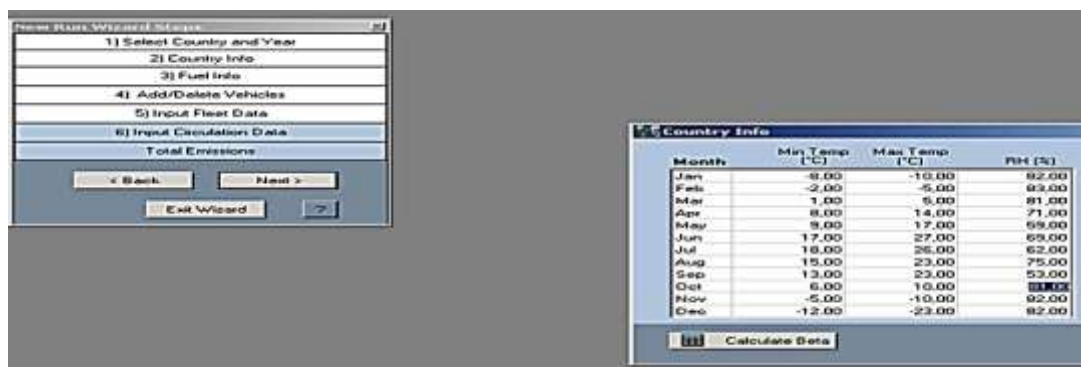 New Run Wizard Steps
1) Select Country and Year
2) Country Info
3) Fuel Info
4) Add/Delete Vehicles
5) Input Fleet Data
6) Input Circulation Data
Total Emissions
< Back Next >
Exit Wizard ?
Country Info
Month Min Temp (°C) Max Temp (°C) RH (%)
Jan -8,00 -10,00 82,00
Feb -2,00 -5,00 83,00
Mar 1,00 5,00 81,00
Apr 8,00 14,00 71,00
May 9,00 17,00 59,00
Jun 17,00 27,00 69,00
Jul 18,00 26,00 62,00
Aug 15,00 23,00 75,00
Sep 13,00 23,00 53,00
Oct 6,00 10,00 81,00
Nov -5,00 -10,00 82,00
Dec -12,00 -23,00 82,00
Calculate Beta